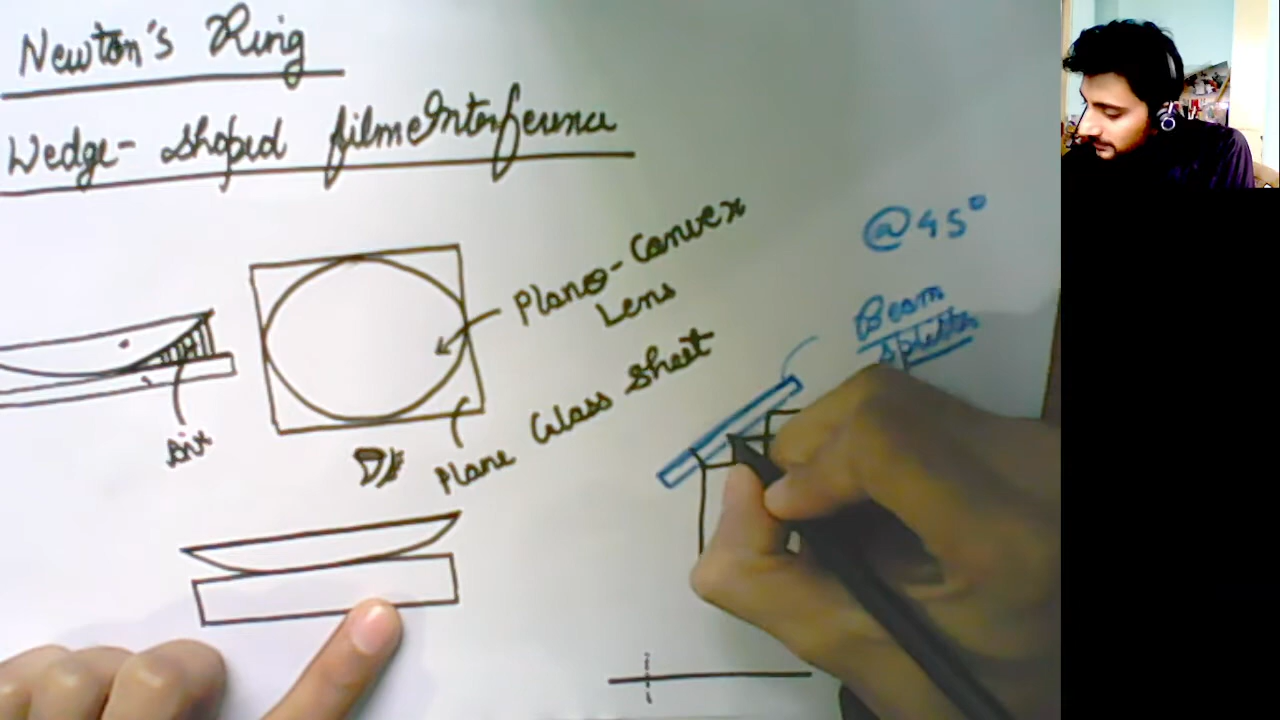 Newton's Ring
Wedge-shaped film Interference
Plano-Convex
Lens
Plane Glass Sheet
Air
@45°
Beam
splitter